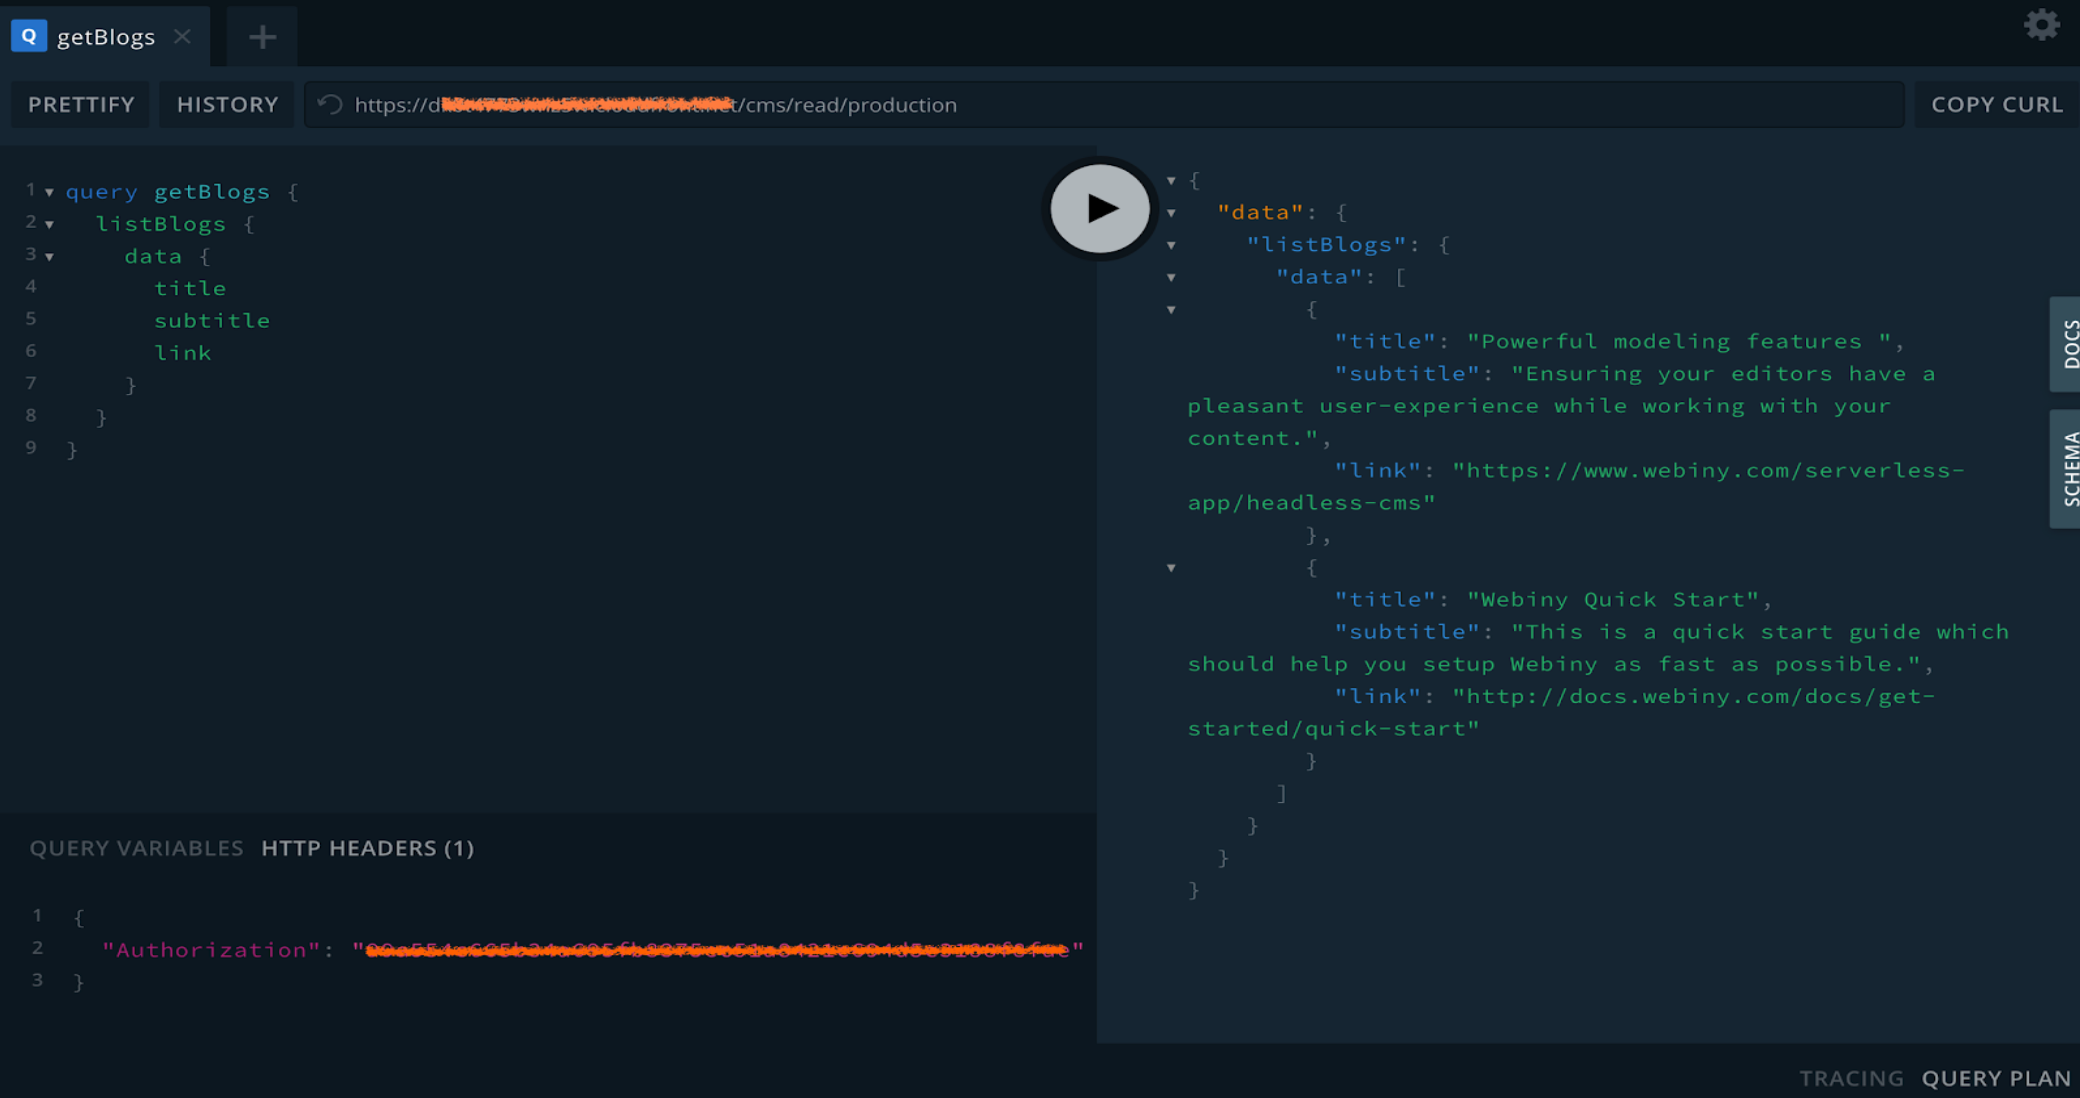 Q getBlogs
PRETTIFY HISTORY https://d /cms/read/production COPY CURL
1 query getBlogs {
2 listBlogs {
3 data {
4 title
5 subtitle
6 link
7 }
8 }
9 }
QUERY VARIABLES HTTP HEADERS (1)
1 {
2 "Authorization": " "
3 }
{
"data": {
"listBlogs": {
"data": [
{
"title": "Powerful modeling features ",
"subtitle": "Ensuring your editors have a
pleasant user-experience while working with your
content.",
"link": "https://www.webiny.com/serverless-
app/headless-cms"
},
{
"title": "Webiny Quick Start",
"subtitle": "This is a quick start guide which
should help you setup Webiny as fast as possible.",
"link": "http://docs.webiny.com/docs/get-
started/quick-start"
}
]
}
}
}
DOCS
SCHEMA
TRACING QUERY PLAN